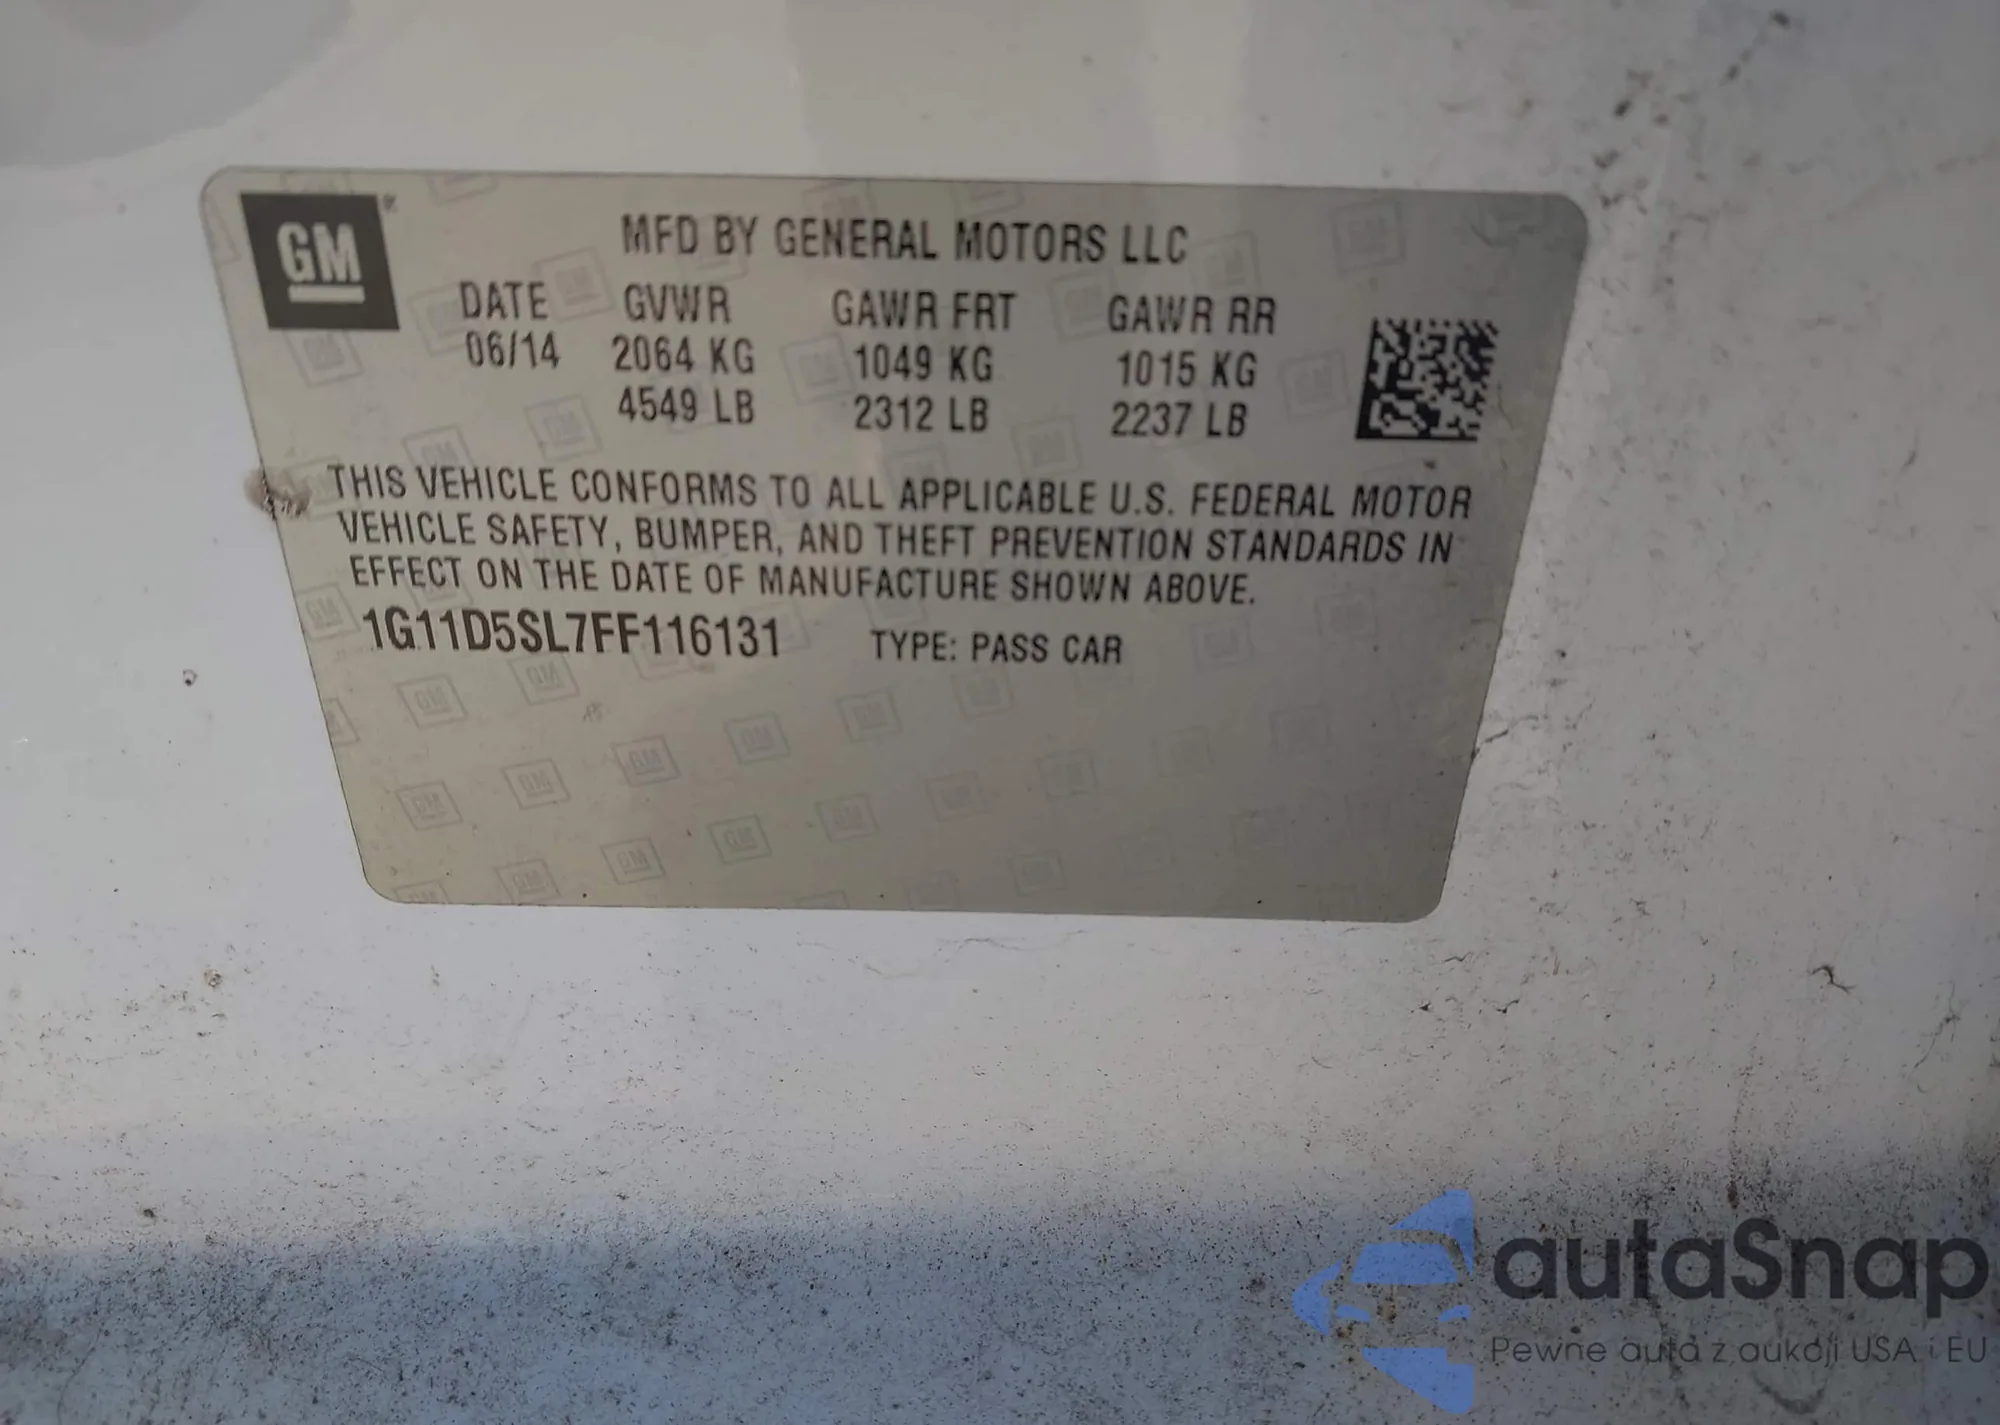 GM
MFD BY GENERAL MOTORS LLC
DATE GVWR GAWR FRT GAWR RR
06/14 2064 KG 1049 KG 1015 KG
4549 LB 2312 LB 2237 LB
THIS VEHICLE CONFORMS TO ALL APPLICABLE U.S. FEDERAL MOTOR
VEHICLE SAFETY, BUMPER, AND THEFT PREVENTION STANDARDS IN
EFFECT ON THE DATE OF MANUFACTURE SHOWN ABOVE.
1G11D5SL7FF116131 TYPE: PASS CAR
autaSnap
Pewne auta z aukcji USA i EU